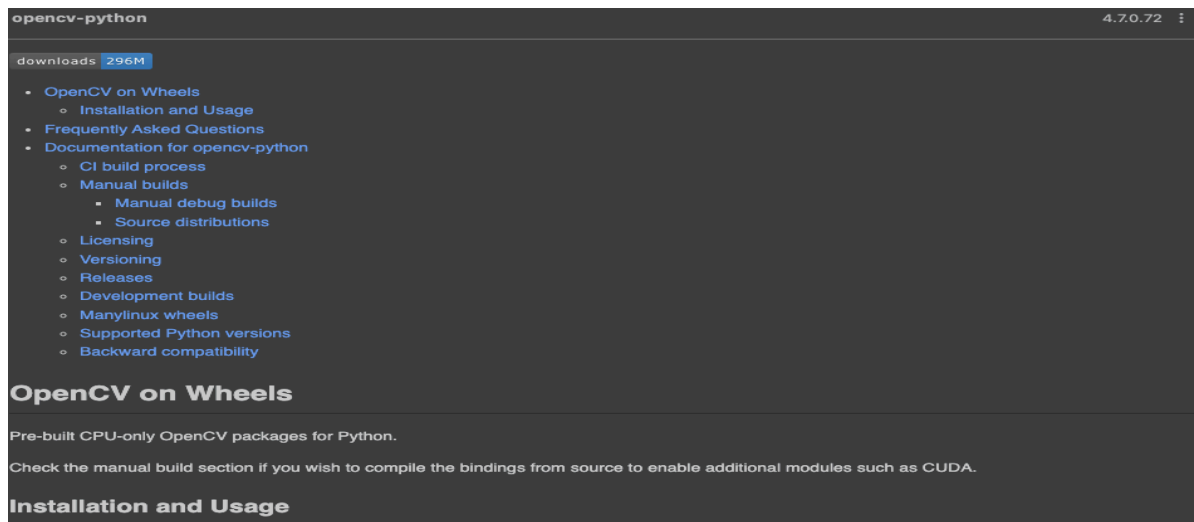 opencv-python 4.7.0.72
downloads 296M
OpenCV on Wheels
Installation and Usage
Frequently Asked Questions
Documentation for opencv-python
CI build process
Manual builds
Manual debug builds
Source distributions
Licensing
Versioning
Releases
Development builds
Manylinux wheels
Supported Python versions
Backward compatibility
OpenCV on Wheels
Pre-built CPU-only OpenCV packages for Python.
Check the manual build section if you wish to compile the bindings from source to enable additional modules such as CUDA.
Installation and Usage